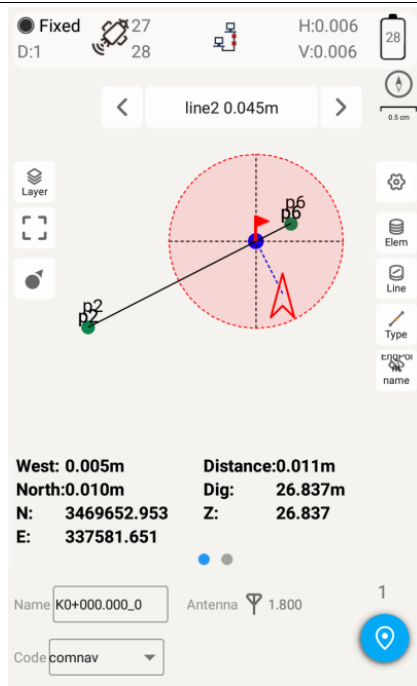 Fixed 27 H:0.006 28
D:1 28 V:0.006
line2 0.045m
0.5 cm
Layer
p6
p6
Elem
Line
p2
p2
Type
name
West: 0.005m Distance:0.011m
North:0.010m Dig: 26.837m
N: 3469652.953 Z: 26.837
E: 337581.651
Name K0+000.000_0 Antenna 1.800 1
Code comnav